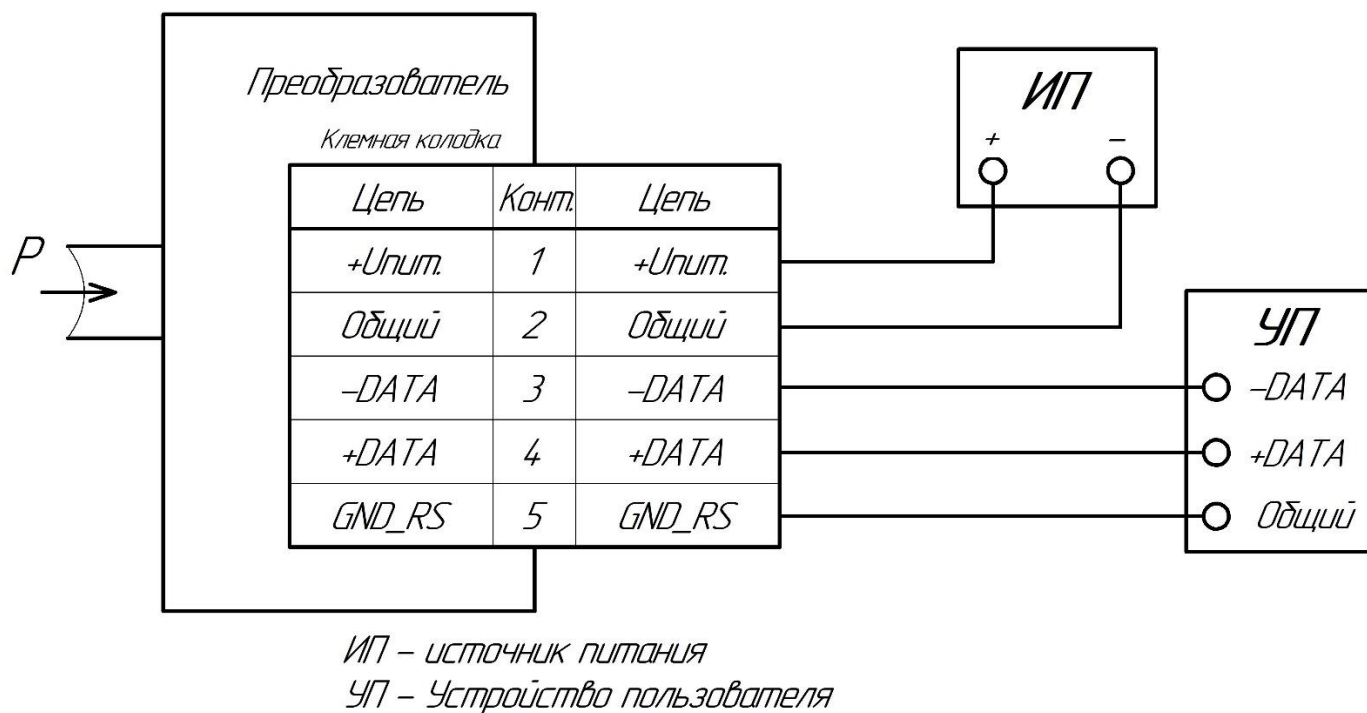 Преобразователь
Клемная колодка
Цепь Конт. Цепь
+Uпит. 1 +Uпит.
Общий 2 Общий
–DATA 3 –DATA
+DATA 4 +DATA
GND_RS 5 GND_RS
P
ИП
+ –
УП
–DATA
+DATA
Общий
ИП – источник питания
УП – Устройство пользователя